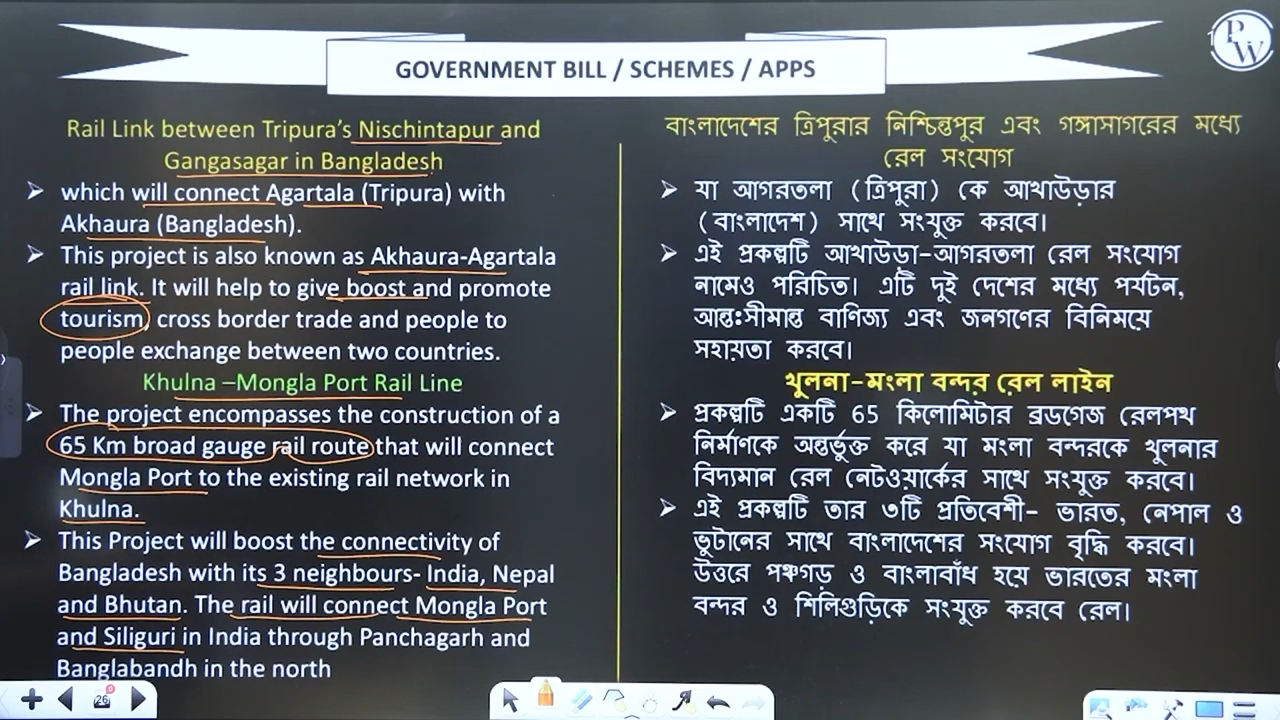 GOVERNMENT BILL / SCHEMES / APPS
PW
Rail Link between Tripura's Nischintapur and
Gangasagar in Bangladesh
➢ which will connect Agartala (Tripura) with
Akhaura (Bangladesh).
➢ This project is also known as Akhaura-Agartala
rail link. It will help to give boost and promote
tourism, cross border trade and people to
people exchange between two countries.
Khulna –Mongla Port Rail Line
➢ The project encompasses the construction of a
65 Km broad gauge rail route that will connect
Mongla Port to the existing rail network in
Khulna.
➢ This Project will boost the connectivity of
Bangladesh with its 3 neighbours- India, Nepal
and Bhutan. The rail will connect Mongla Port
and Siliguri in India through Panchagarh and
Banglabandh in the north
বাংলাদেশের ত্রিপুরার নিশ্চিন্তপুর এবং গঙ্গাসাগরের মধ্যে
রেল সংযোগ
➢ যা আগরতলা (ত্রিপুরা) কে আখাউড়ার
(বাংলাদেশ) সাথে সংযুক্ত করবে।
➢ এই প্রকল্পটি আখাউড়া-আগরতলা রেল সংযোগ
নামেও পরিচিত। এটি দুই দেশের মধ্যে পর্যটন,
আন্তঃসীমান্ত বাণিজ্য এবং জনগণের বিনিময়ে
সহায়তা করবে।
খুলনা-মংলা বন্দর রেল লাইন
➢ প্রকল্পটি একটি 65 কিলোমিটার ব্রডগেজ রেলপথ
নির্মাণকে অন্তর্ভুক্ত করে যা মংলা বন্দরকে খুলনার
বিদ্যমান রেল নেটওয়ার্কের সাথে সংযুক্ত করবে।
➢ এই প্রকল্পটি তার ৩টি প্রতিবেশী- ভারত, নেপাল ও
ভুটানের সাথে বাংলাদেশের সংযোগ বৃদ্ধি করবে।
উত্তরে পঞ্চগড় ও বাংলাবাঁধ হয়ে ভারতের মংলা
বন্দর ও শিলিগুড়িকে সংযুক্ত করবে রেল।
26